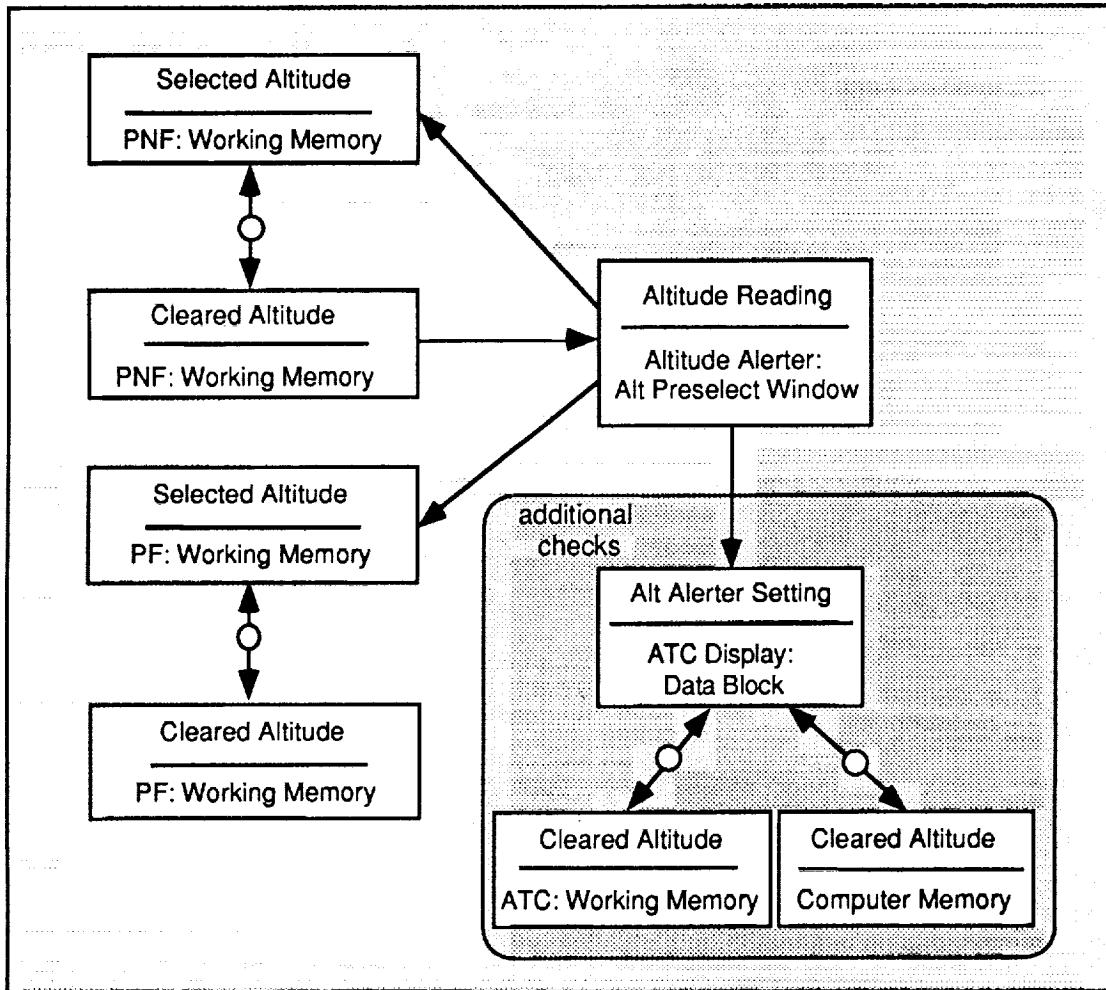 Selected Altitude
PNF: Working Memory
Cleared Altitude
PNF: Working Memory
Altitude Reading
Altitude Alerter:
Alt Preselect Window
Selected Altitude
PF: Working Memory
Cleared Altitude
PF: Working Memory
additional
checks
Alt Alerter Setting
ATC Display:
Data Block
Cleared Altitude
ATC: Working Memory
Cleared Altitude
Computer Memory